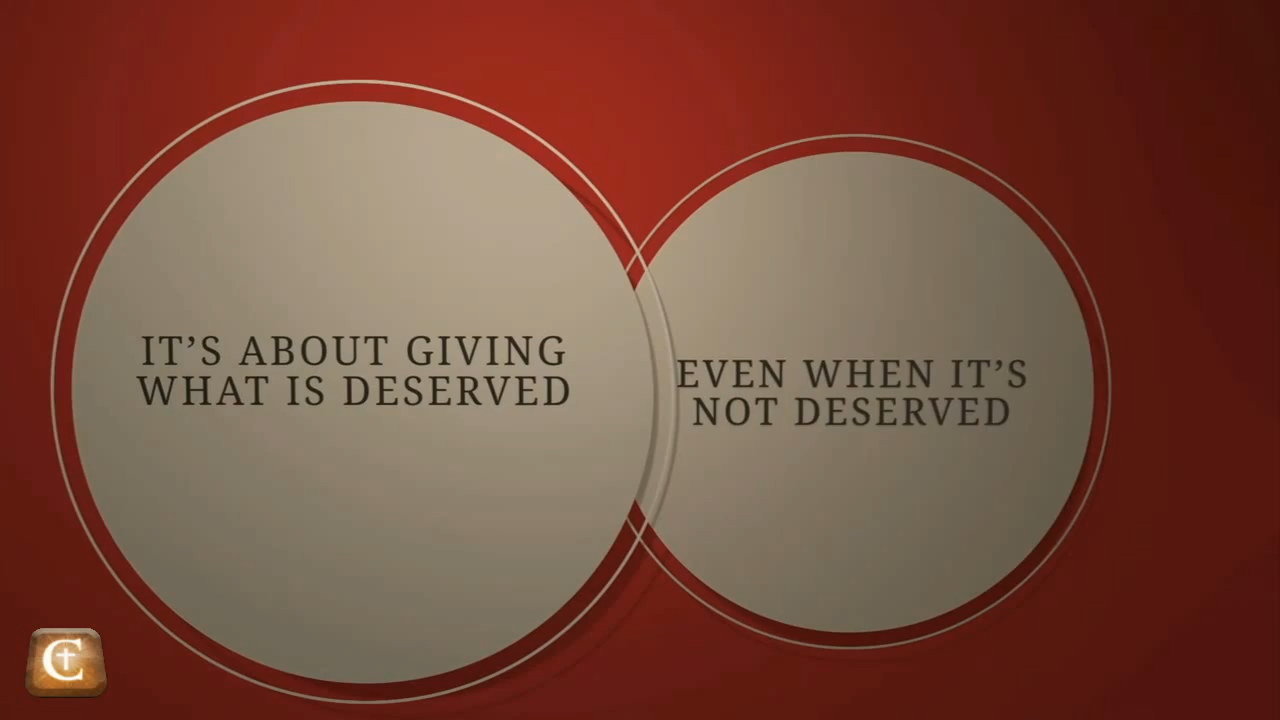 IT’S ABOUT GIVING
WHAT IS DESERVED
EVEN WHEN IT’S
NOT DESERVED
C